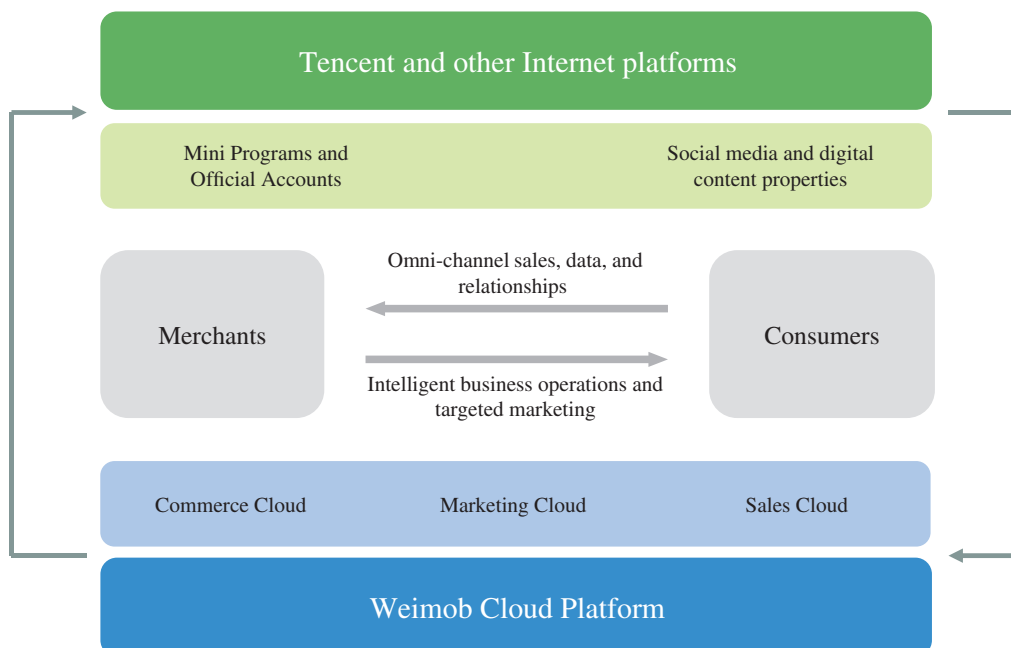 Tencent and other Internet platforms
Mini Programs and
Official Accounts
Social media and digital
content properties
Omni-channel sales, data, and
relationships
Merchants
Consumers
Intelligent business operations and
targeted marketing
Commerce Cloud
Marketing Cloud
Sales Cloud
Weimob Cloud Platform